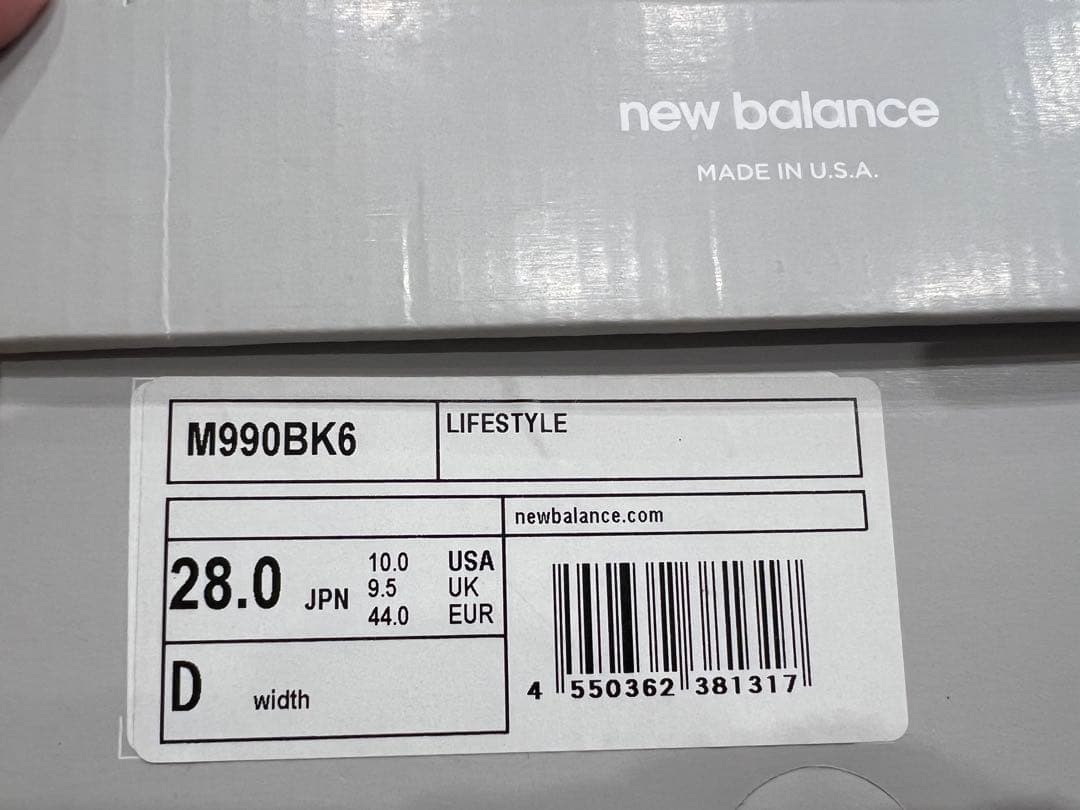 new balance
MADE IN U.S.A.
M990BK6
LIFESTYLE
newbalance.com
28.0 JPN
10.0 USA
9.5 UK
44.0 EUR
D width
4 550362 381317